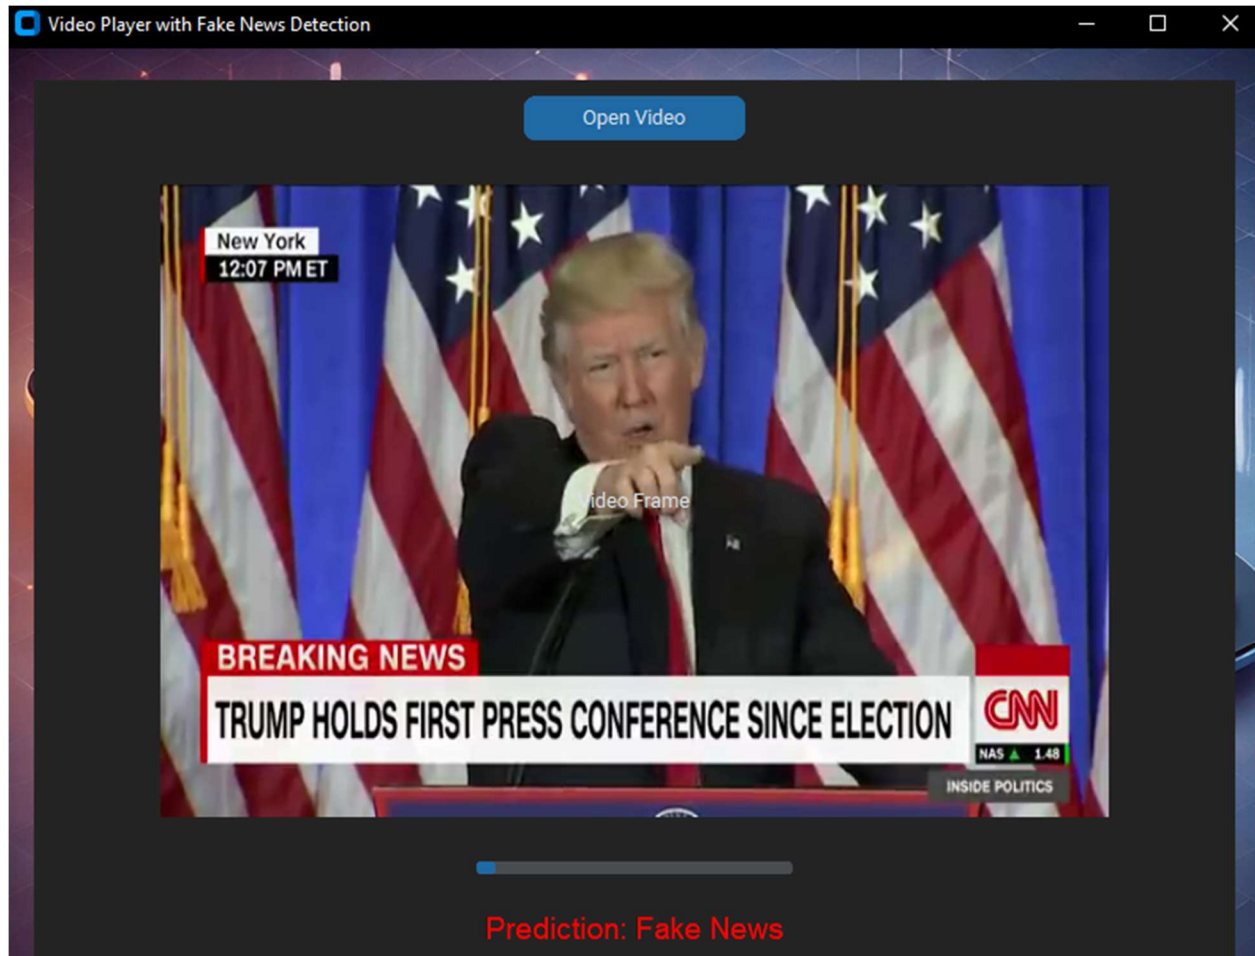 Video Player with Fake News Detection
Open Video
New York
12:07 PM ET
Video Frame
BREAKING NEWS
TRUMP HOLDS FIRST PRESS CONFERENCE SINCE ELECTION
CNN
NAS ▲ 1.48
INSIDE POLITICS
Prediction: Fake News